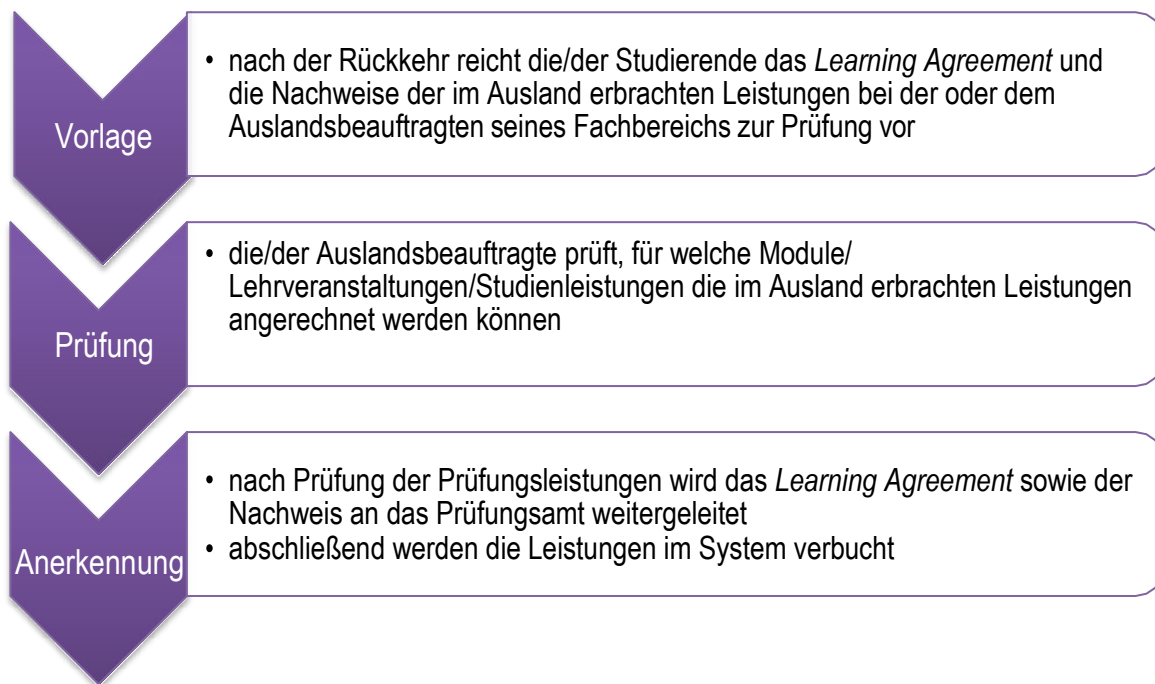 Vorlage
• nach der Rückkehr reicht die/der Studierende das Learning Agreement und
die Nachweise der im Ausland erbrachten Leistungen bei der oder dem
Auslandsbeauftragten seines Fachbereichs zur Prüfung vor
Prüfung
• die/der Auslandsbeauftragte prüft, für welche Module/
Lehrveranstaltungen/Studienleistungen die im Ausland erbrachten Leistungen
angerechnet werden können
Anerkennung
• nach Prüfung der Prüfungsleistungen wird das Learning Agreement sowie der
Nachweis an das Prüfungsamt weitergeleitet
• abschließend werden die Leistungen im System verbucht